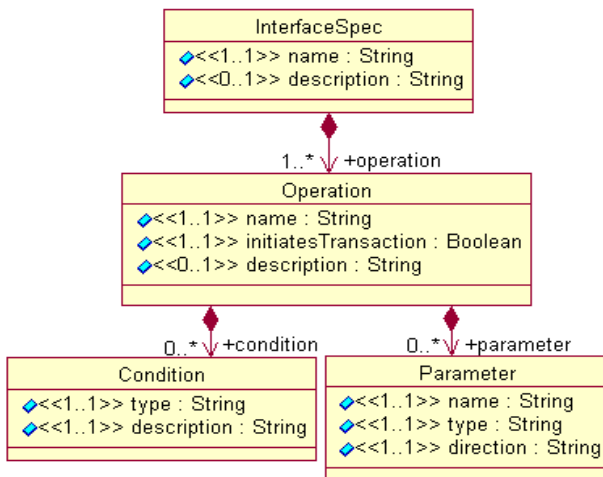 InterfaceSpec
<<1..1>> name : String
<<0..1>> description : String
1..* +operation
Operation
<<1..1>> name : String
<<1..1>> initiatesTransaction : Boolean
<<0..1>> description : String
0..* +condition
0..* +parameter
Condition
<<1..1>> type : String
<<1..1>> description : String
Parameter
<<1..1>> name : String
<<1..1>> type : String
<<1..1>> direction : String